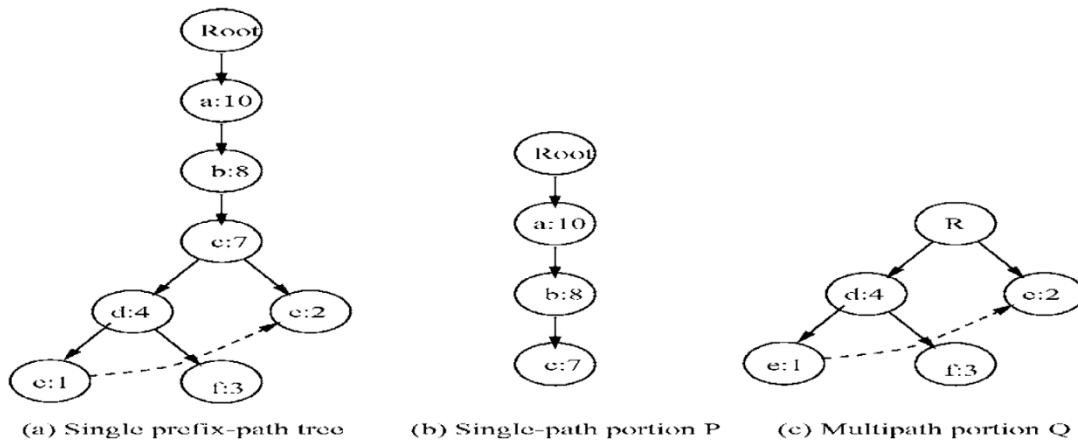 Root
a:10
b:8
c:7
d:4
e:2
e:1
f:3
(a) Single prefix-path tree
Root
a:10
b:8
c:7
(b) Single-path portion P
R
d:4
e:2
e:1
f:3
(c) Multipath portion Q